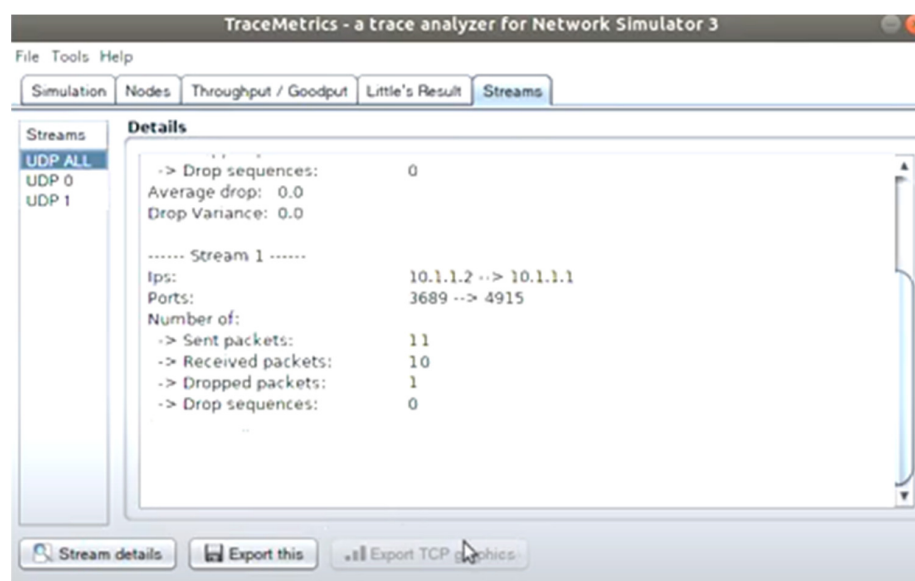 TraceMetrics - a trace analyzer for Network Simulator 3
File Tools Help
Simulation Nodes Throughput / Goodput Little's Result Streams
Streams
UDP ALL
UDP 0
UDP 1
Details
-> Drop sequences: 0
Average drop: 0.0
Drop Variance: 0.0
------ Stream 1 ------
Ips: 10.1.1.2 --> 10.1.1.1
Ports: 3689 --> 4915
Number of:
-> Sent packets: 11
-> Received packets: 10
-> Dropped packets: 1
-> Drop sequences: 0
Stream details Export this Export TCP graphics